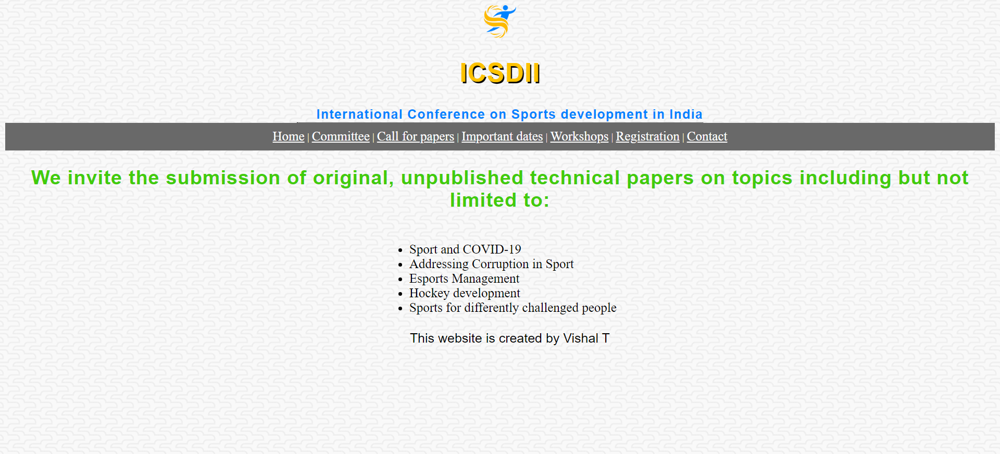 ICSDII
International Conference on Sports development in India
Home | Committee | Call for papers | Important dates | Workshops | Registration | Contact
We invite the submission of original, unpublished technical papers on topics including but not
limited to:
• Sport and COVID-19
• Addressing Corruption in Sport
• Esports Management
• Hockey development
• Sports for differently challenged people
This website is created by Vishal T